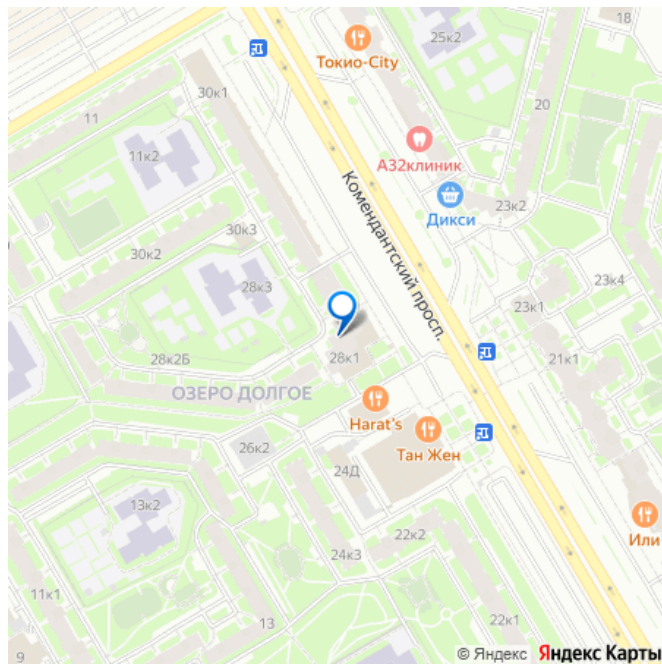 18
25к2
Токио-City
30к1
20
11
А32клиник
11к2
Дикси
23к2
Комендантский просп.
30к3
30к2
23к4
28к3
23к1
28к1
28к2Б
21к1
ОЗЕРО ДОЛГОЕ
Harat's
Тан Жен
26к2
24Д
13к2
Или
22к2
24к3
11к1
13
22к1
9
© Яндекс Яндекс Карты